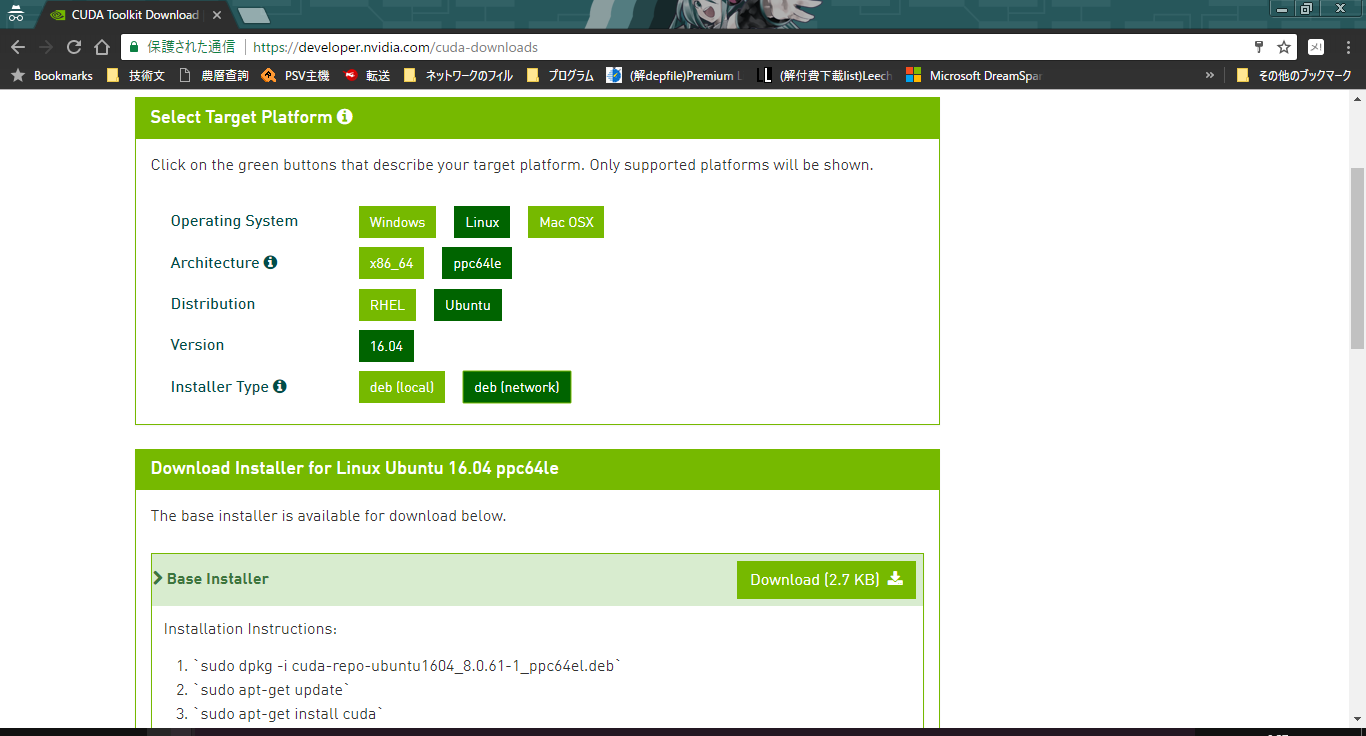 CUDA Toolkit Download
保護された通信 https://developer.nvidia.com/cuda-downloads
Bookmarks 技術文 農曆查詢 PSV主機 転送 ネットワークのフィル プログラム (解depfile)Premium L (解付費下載list)Leech Microsoft DreamSpar » その他のブックマーク
Select Target Platform
Click on the green buttons that describe your target platform. Only supported platforms will be shown.
Operating System Windows Linux Mac OSX
Architecture x86_64 ppc64le
Distribution RHEL Ubuntu
Version 16.04
Installer Type deb (local) deb (network)
Download Installer for Linux Ubuntu 16.04 ppc64le
The base installer is available for download below.
Base Installer Download (2.7 KB)
Installation Instructions:
1. `sudo dpkg -i cuda-repo-ubuntu1604_8.0.61-1_ppc64el.deb`
2. `sudo apt-get update`
3. `sudo apt-get install cuda`